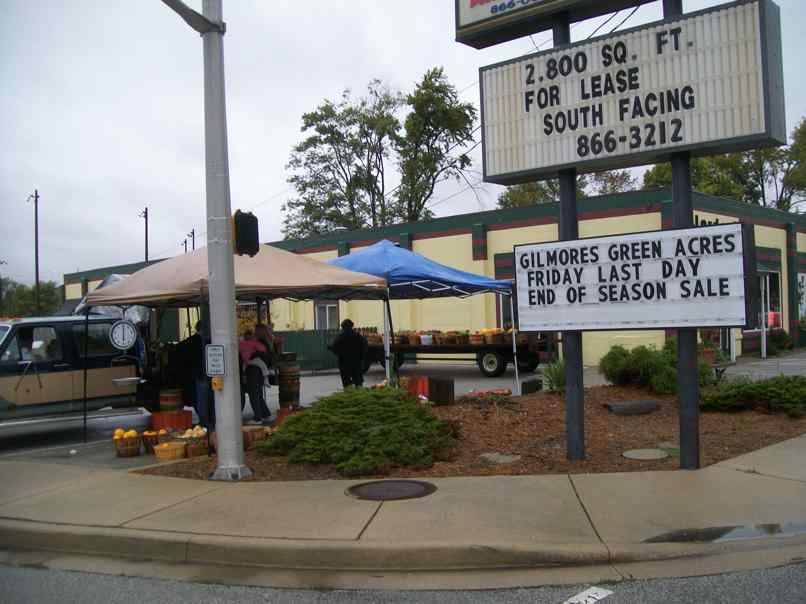 2.800 SQ. FT.
FOR LEASE
SOUTH FACING
866-3212
GILMORES GREEN ACRES
FRIDAY LAST DAY
END OF SEASON SALE